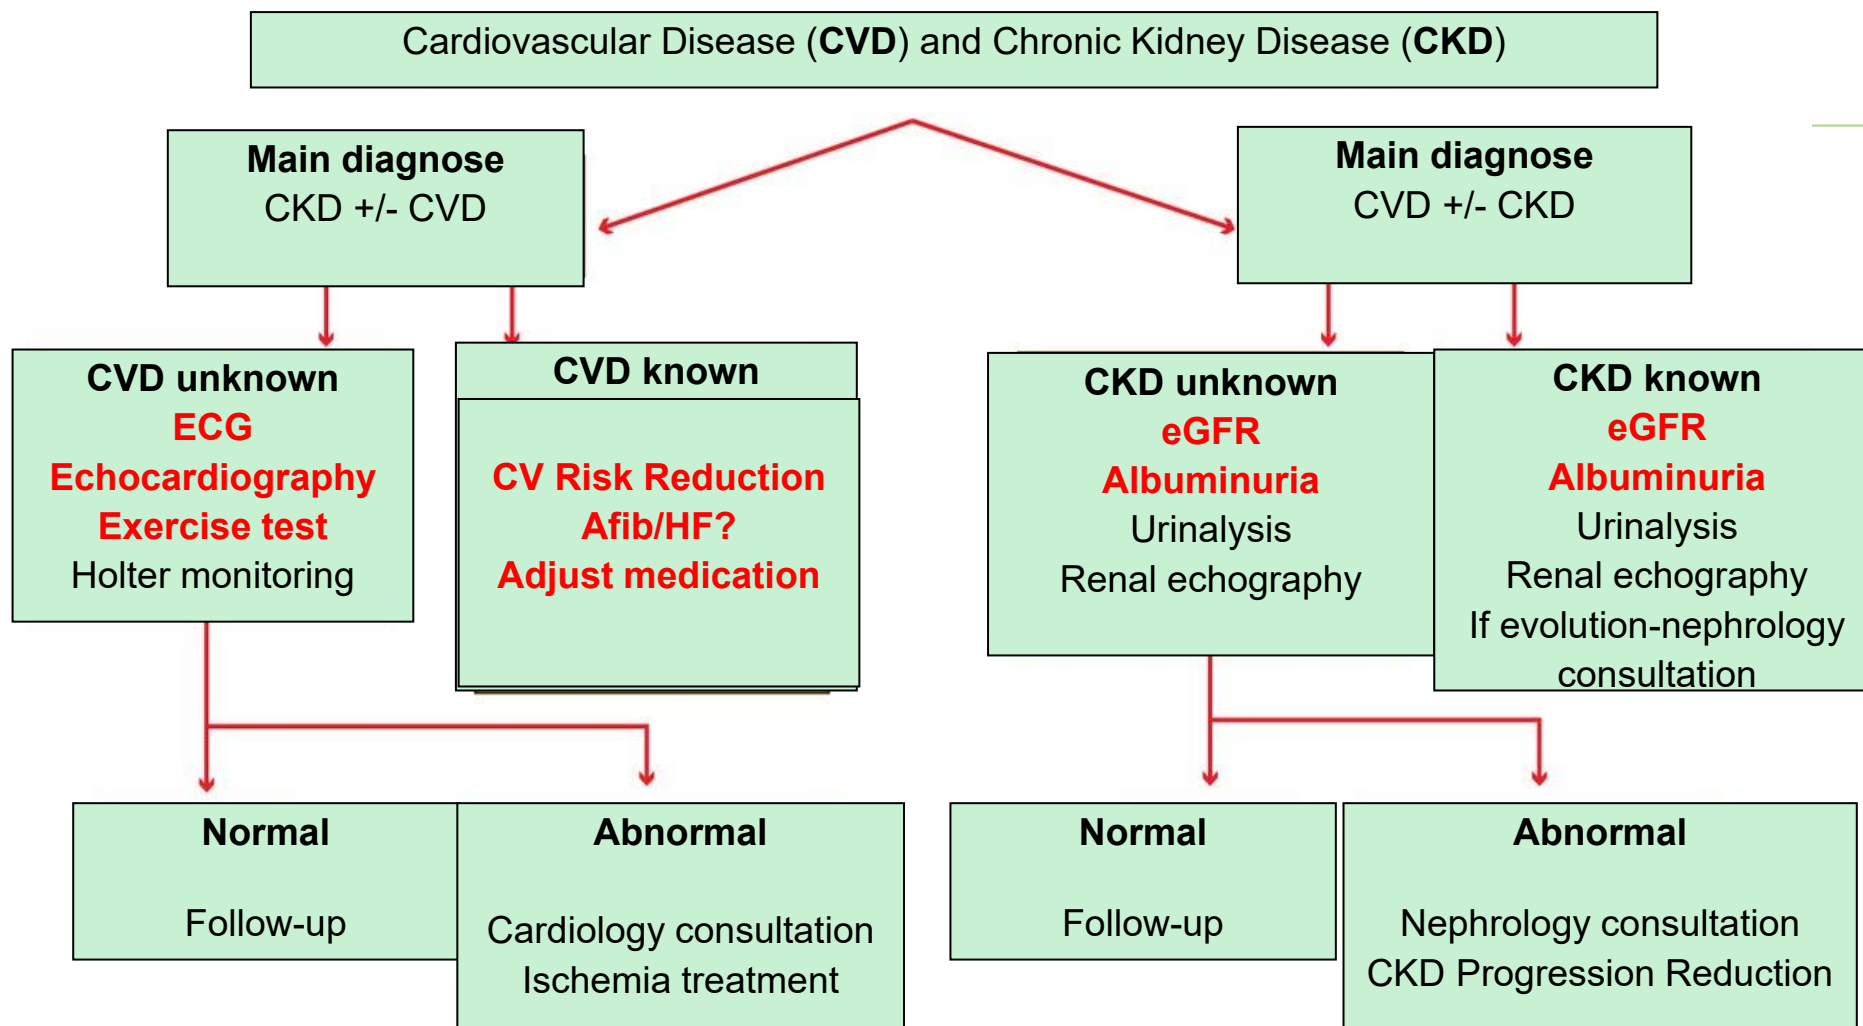 Cardiovascular Disease (CVD) and Chronic Kidney Disease (CKD)
Main diagnose
CKD +/- CVD
Main diagnose
CVD +/- CKD
CVD unknown
ECG
Echocardiography
Exercise test
Holter monitoring
CVD known
CV Risk Reduction
Afib/HF?
Adjust medication
CKD unknown
eGFR
Albuminuria
Urinalysis
Renal echography
CKD known
eGFR
Albuminuria
Urinalysis
Renal echography
If evolution-nephrology
consultation
Normal
Follow-up
Abnormal
Cardiology consultation
Ischemia treatment
Normal
Follow-up
Abnormal
Nephrology consultation
CKD Progression Reduction